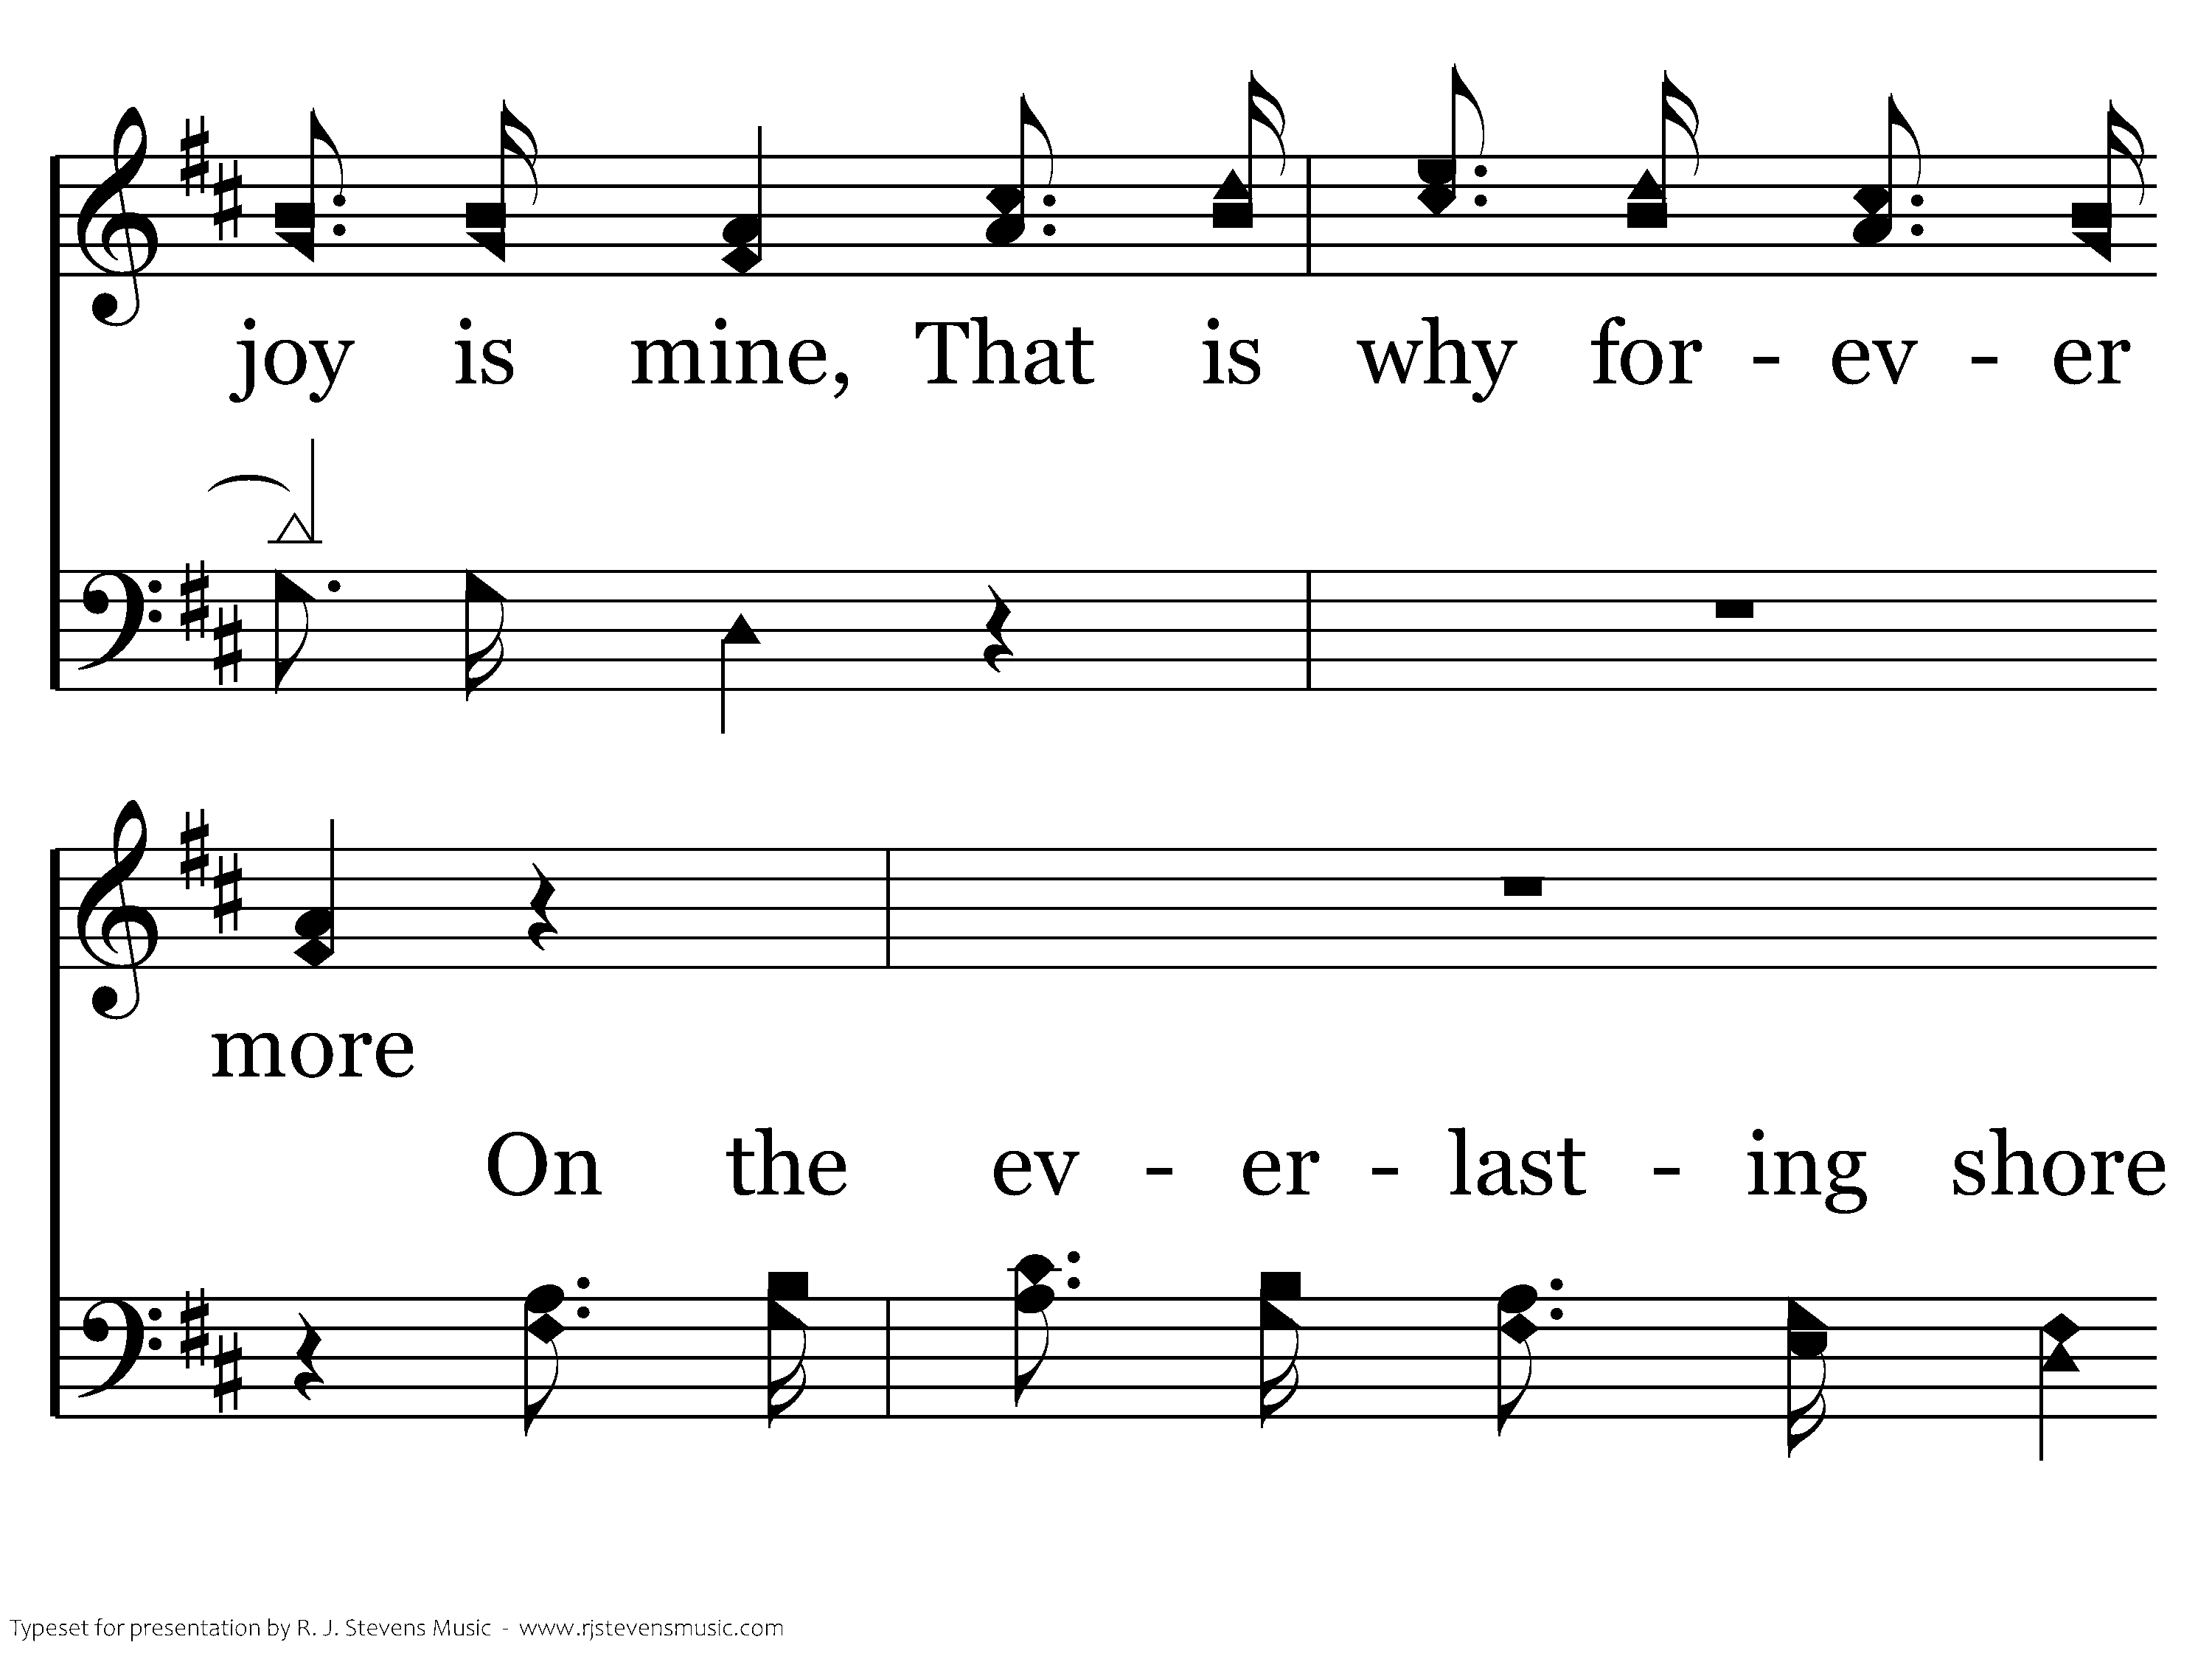 joy is mine, That is why for - ev - er
more
On the ev - er - last - ing shore
Typeset for presentation by R. J. Stevens Music - www.rjstevensmusic.com